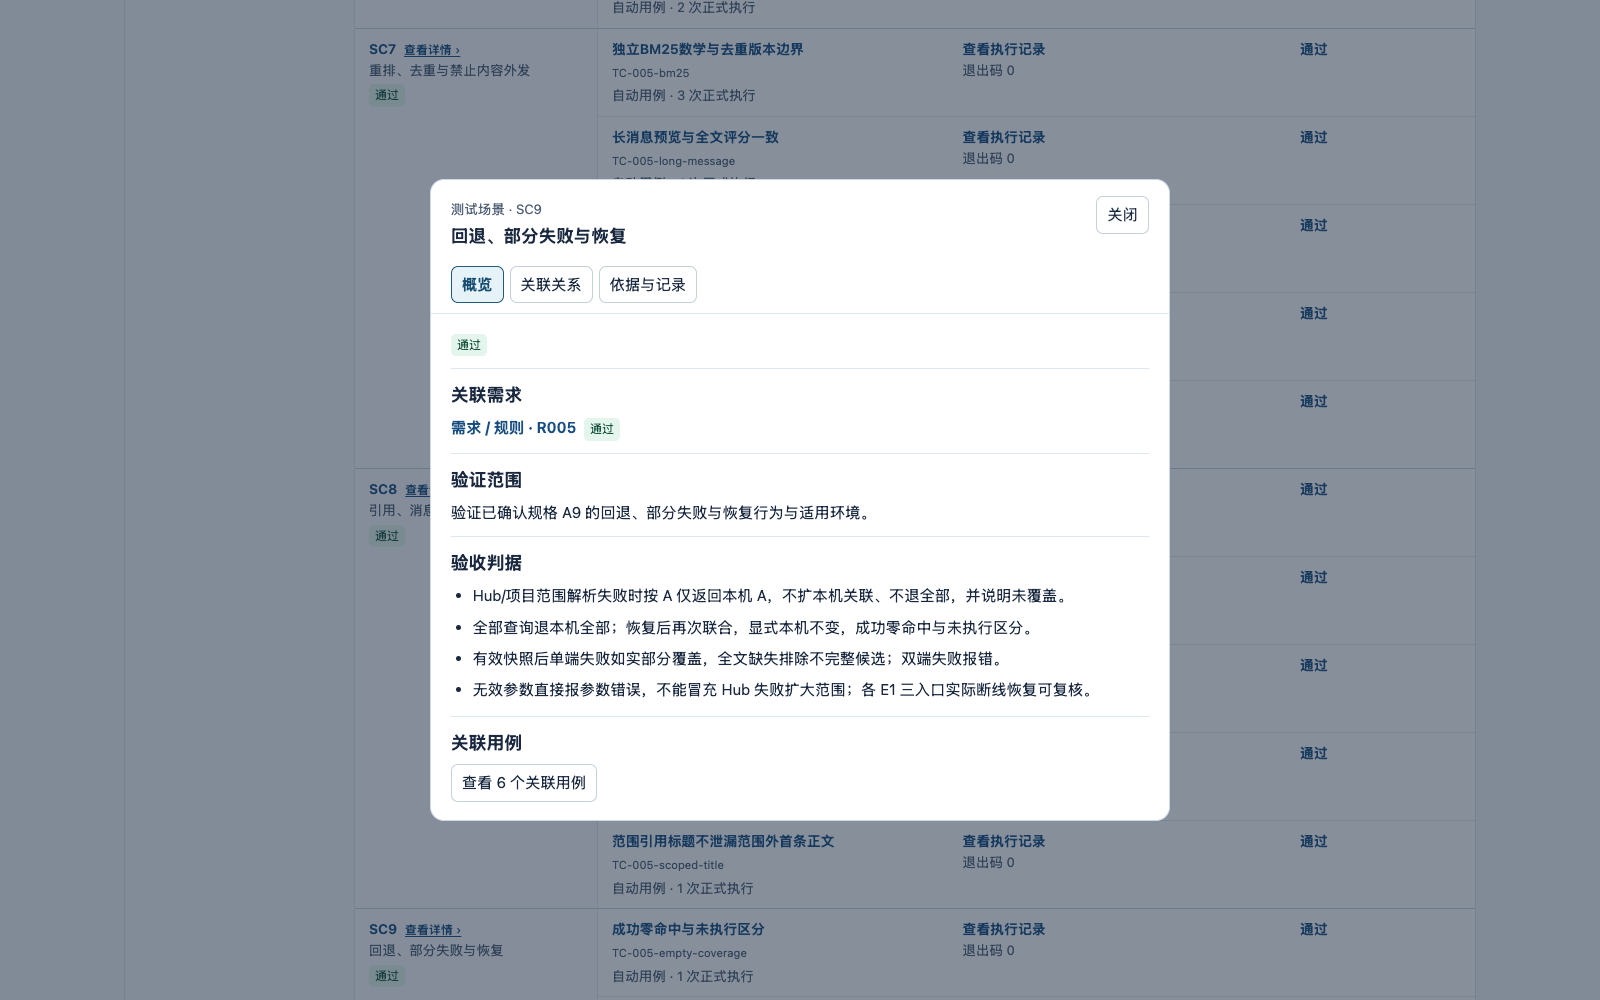 自动用例 · 2 次正式执行
SC7 查看详情 ›
重排、去重与禁止内容外发
通过
独立BM25数学与去重版本边界
TC-005-bm25
自动用例 · 3 次正式执行
查看执行记录
退出码 0
通过
长消息预览与全文评分一致
TC-005-long-message
查看执行记录
退出码 0
通过
通过
通过
通过
测试场景 · SC9
回退、部分失败与恢复
关闭
概览
关联关系
依据与记录
通过
关联需求
需求 / 规则 · R005 通过
验证范围
验证已确认规格 A9 的回退、部分失败与恢复行为与适用环境。
验收判据
• Hub/项目范围解析失败时按 A 仅返回本机 A，不扩本机关联、不退全部，并说明未覆盖。
• 全部查询退本机全部；恢复后再次联合，显式本机不变，成功零命中与未执行区分。
• 有效快照后单端失败如实部分覆盖，全文缺失排除不完整候选；双端失败报错。
• 无效参数直接报参数错误，不能冒充 Hub 失败扩大范围；各 E1 三入口实际断线恢复可复核。
关联用例
查看 6 个关联用例
SC8 查看
引用、消息
通过
通过
通过
通过
通过
范围引用标题不泄漏范围外首条正文
TC-005-scoped-title
自动用例 · 1 次正式执行
查看执行记录
退出码 0
通过
SC9 查看详情 ›
回退、部分失败与恢复
通过
成功零命中与未执行区分
TC-005-empty-coverage
自动用例 · 1 次正式执行
查看执行记录
退出码 0
通过